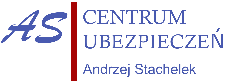 AS
CENTRUM
UBEZPIECZEŃ
Andrzej Stachelek